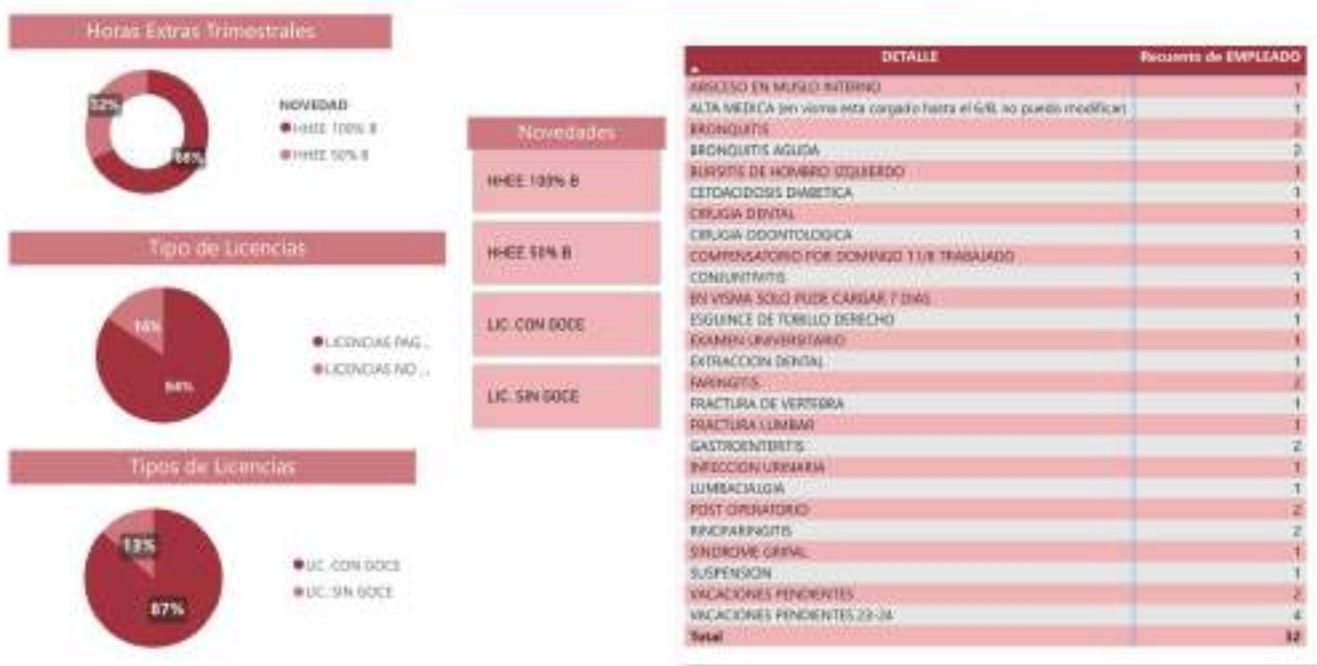 Horas Extras Trimestrales
32%
NOVEDAD
HHEE 100% B
HHEE 50% B
Tipo de Licencias
84%
LICENCIAS PAG...
LICENCIAS NO ...
Tipos de Licencias
13%
87%
LIC. CON GOCE
LIC. SIN GOCE
Novedades
HHEE 100% B
HHEE 50% B
LIC. CON GOCE
LIC. SIN GOCE
DETALLE Recuento de EMPLEADO
ABSCESO EN MUSLO INTERNO 1
ALTA MEDICA (en visma esta cargado hasta el 6/8, no puedo modificar) 1
BRONQUITIS 2
BRONQUITIS AGUDA 2
BURSITIS DE HOMBRO IZQUIERDO 1
CETOACIDOSIS DIABETICA 1
CIRUGIA DENTAL 1
CIRUGIA ODONTOLOGICA 1
COMPENSATORIO POR DOMINGO 11/8 TRABAJADO 1
CONJUNTIVITIS 1
EN VISMA SOLO PUDE CARGAR 7 DIAS 1
ESGUINCE DE TOBILLO DERECHO 1
EXAMEN UNIVERSITARIO 1
EXTRACCION DENTAL 1
FARINGITIS 2
FRACTURA DE VERTEBRA 1
FRACTURA LUMBAR 1
GASTROENTERITIS 2
INFECCION URINARIA 1
LUMBACIALGIA 1
POST OPERATORIO 2
RINOFARINGITIS 2
SINDROME GRIPAL 1
SUSPENSION 1
VACACIONES PENDIENTES 2
VACACIONES PENDIENTES 23-24 4
Total 32